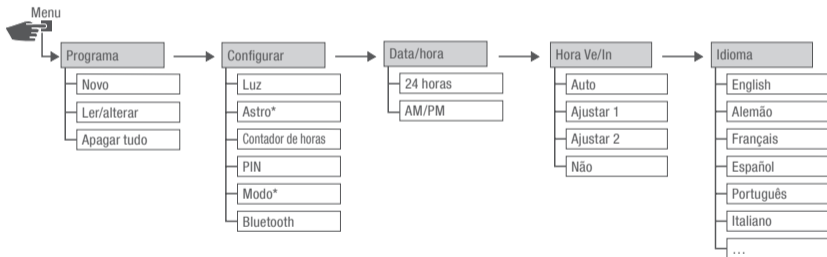 Menu
Programa
Novo
Ler/alterar
Apagar tudo
Configurar
Luz
Astro*
Contador de horas
PIN
Modo*
Bluetooth
Data/hora
24 horas
AM/PM
Hora Ve/In
Auto
Ajustar 1
Ajustar 2
Não
Idioma
English
Alemão
Français
Español
Português
Italiano
…